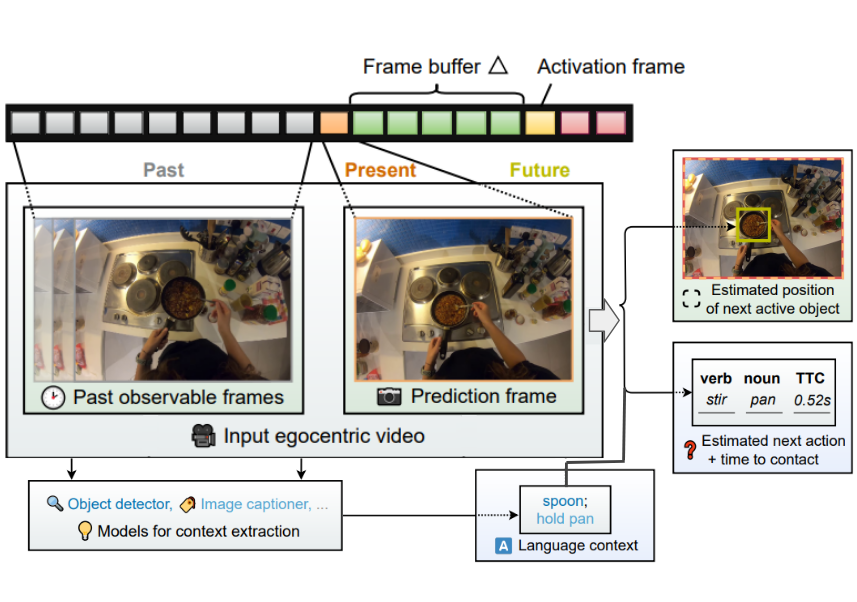 Frame buffer △
Activation frame
Past
Present
Future
Past observable frames
Prediction frame
Input egocentric video
Estimated position
of next active object
verb noun TTC
stir pan 0.52s
Estimated next action
+ time to contact
Object detector, Image captioner, ...
Models for context extraction
spoon;
hold pan
A Language context